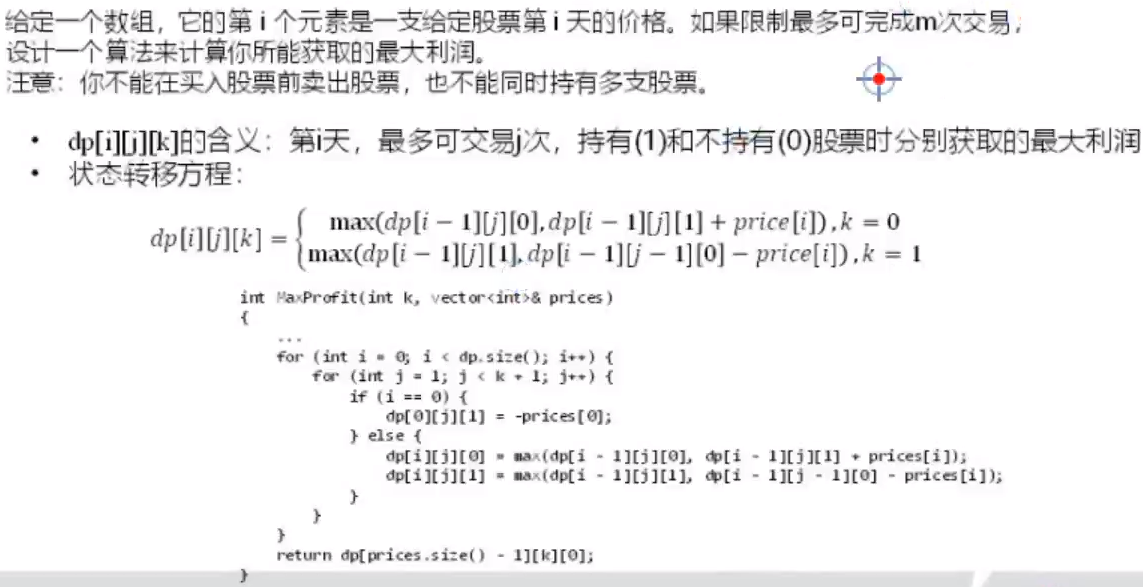 给定一个数组，它的第 i 个元素是一支给定股票第 i 天的价格。如果限制最多可完成m次交易，
设计一个算法来计算你所能获取的最大利润。
注意：你不能在买入股票前卖出股票，也不能同时持有多支股票。
• dp[i][j][k]的含义：第i天，最多可交易j次，持有(1)和不持有(0)股票时分别获取的最大利润
• 状态转移方程：
dp[i][j][k] = { max(dp[i − 1][j][0], dp[i − 1][j][1] + price[i]), k = 0
max(dp[i − 1][j][1], dp[i − 1][j − 1][0] − price[i]), k = 1
int MaxProfit(int k, vector<int>& prices)
{
...
for (int i = 0; i < dp.size(); i++) {
for (int j = 1; j < k + 1; j++) {
if (i == 0) {
dp[0][j][1] = -prices[0];
} else {
dp[i][j][0] = max(dp[i - 1][j][0], dp[i - 1][j][1] + prices[i]);
dp[i][j][1] = max(dp[i - 1][j][1], dp[i - 1][j - 1][0] - prices[i]);
}
}
}
return dp[prices.size() - 1][k][0];
}